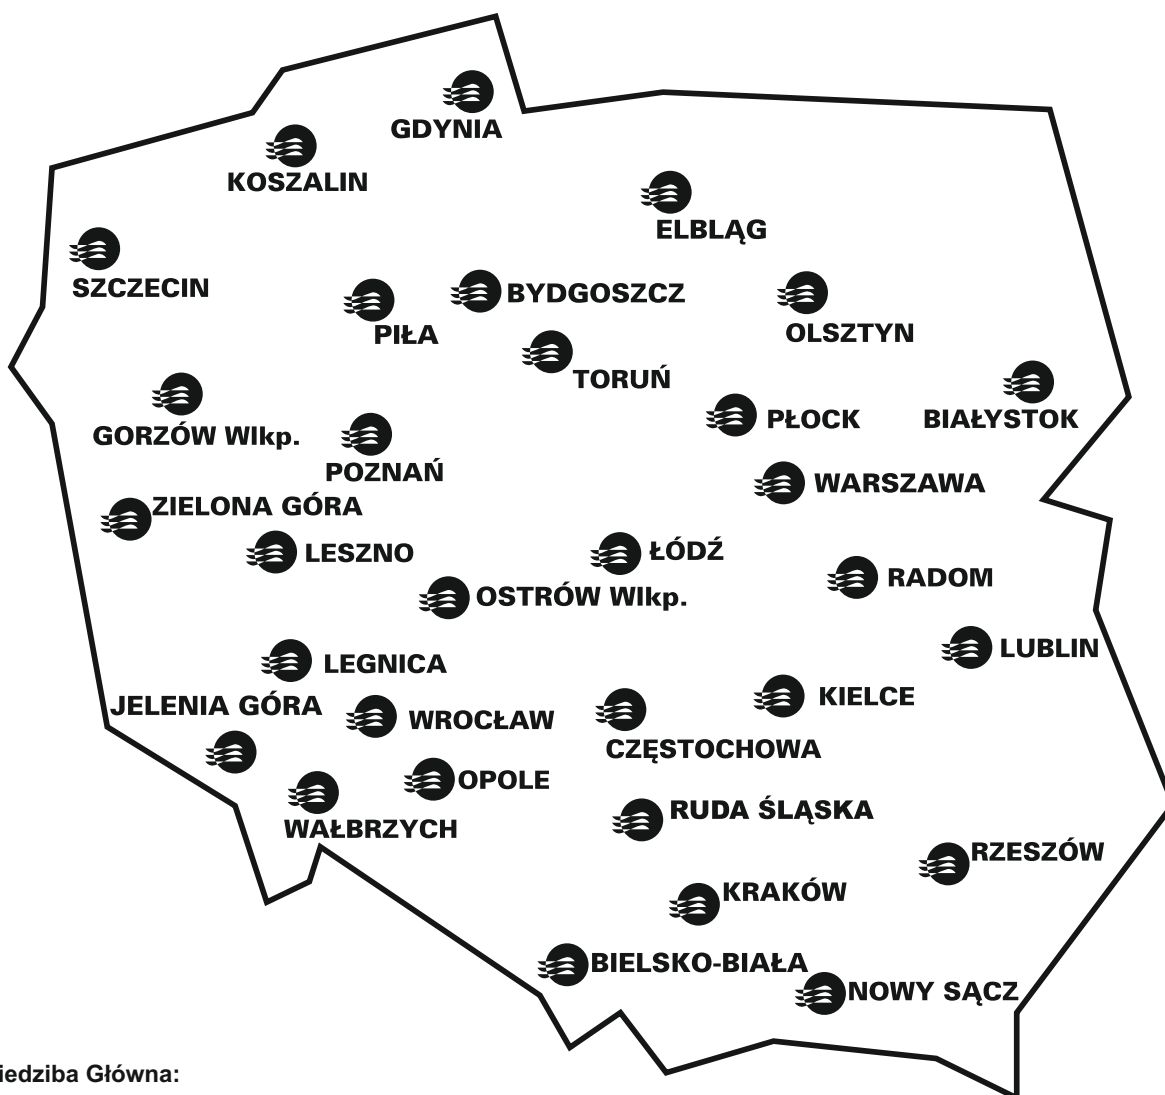 GDYNIA
KOSZALIN
ELBLĄG
SZCZECIN
BYDGOSZCZ
PIŁA
OLSZTYN
TORUŃ
PŁOCK
BIAŁYSTOK
GORZÓW Wlkp.
POZNAŃ
WARSZAWA
ZIELONA GÓRA
LESZNO
ŁÓDŹ
RADOM
OSTRÓW Wlkp.
LUBLIN
LEGNICA
KIELCE
JELENIA GÓRA
WROCŁAW
CZĘSTOCHOWA
OPOLE
RUDA ŚLĄSKA
WAŁBRZYCH
RZESZÓW
KRAKÓW
BIELSKO-BIAŁA
NOWY SĄCZ
iedziba Główna: